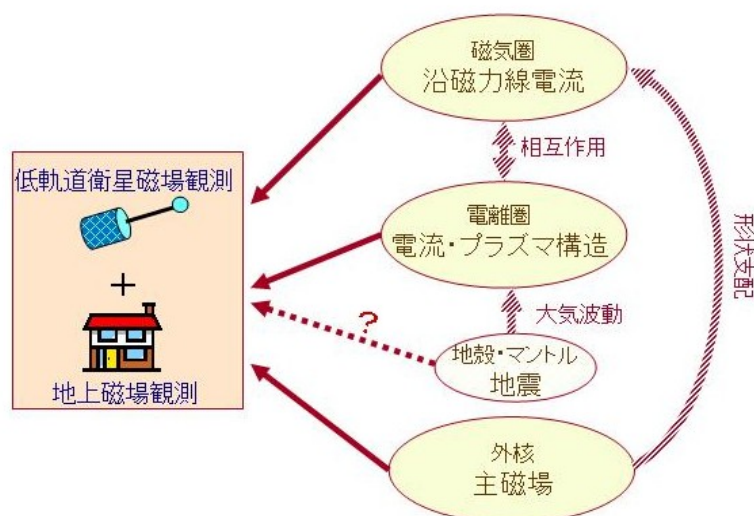 磁気圏
沿磁力線電流
相互作用
電離圏
電流・プラズマ構造
大気波動
地殻・マントル
地震
外核
主磁場
形状支配
?
低軌道衛星磁場観測
+
地上磁場観測